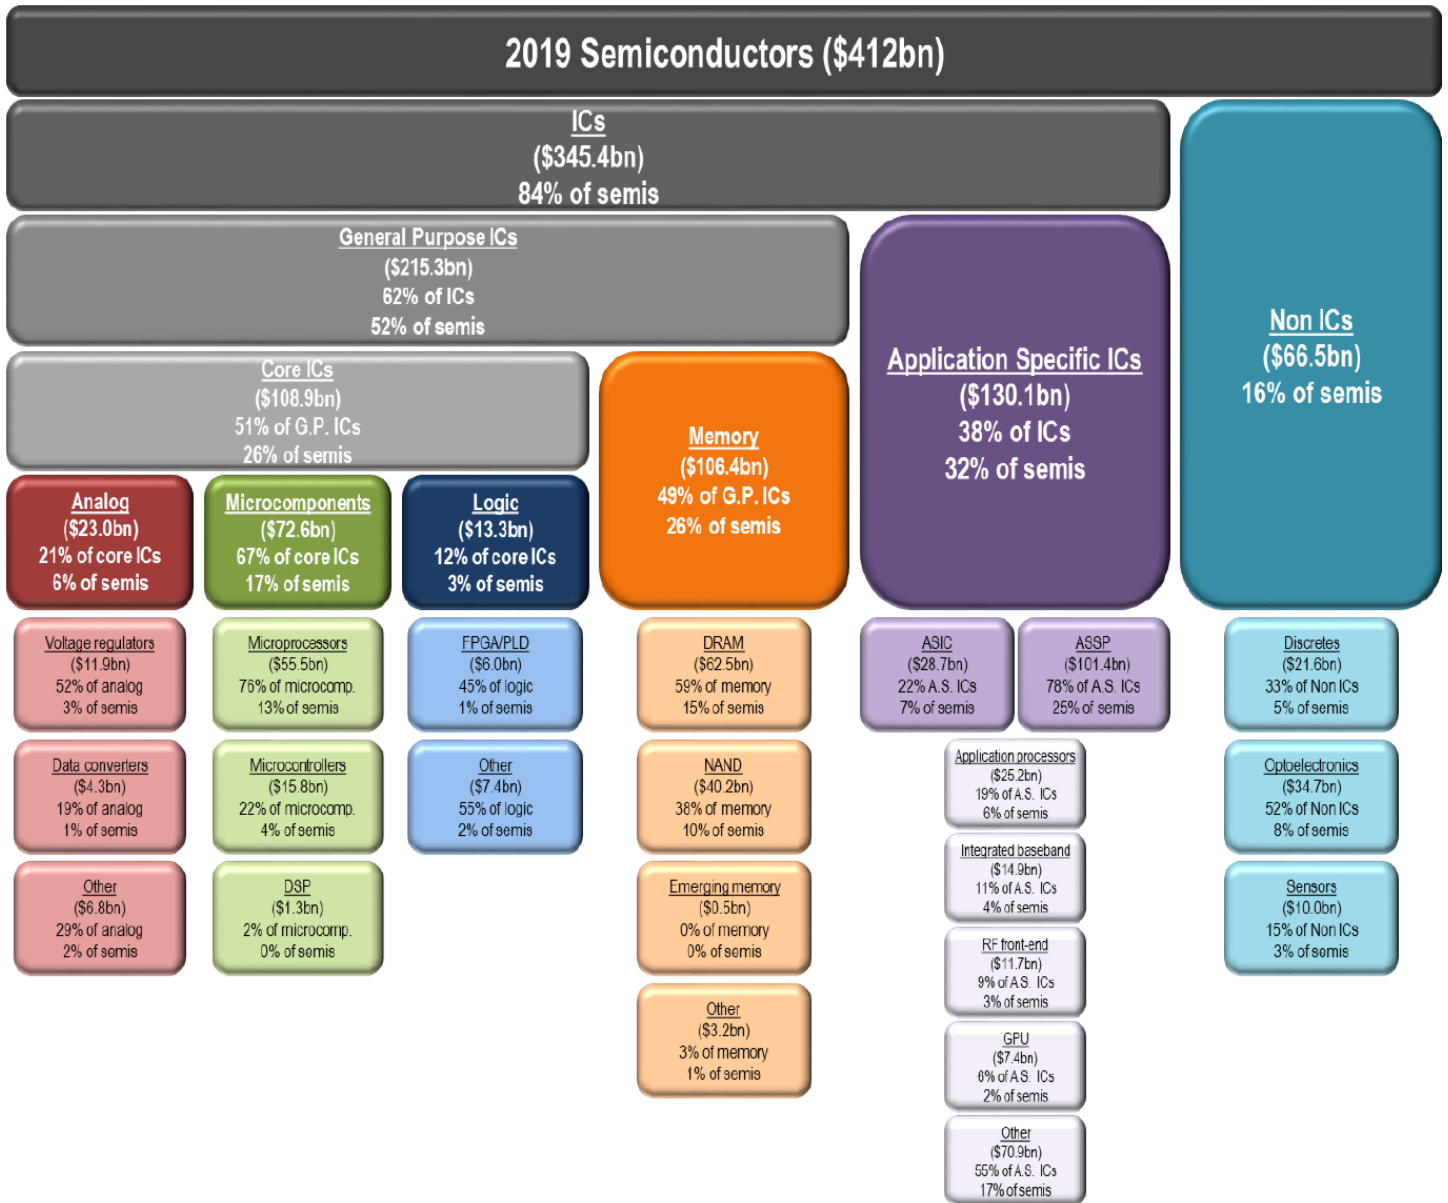 2019 Semiconductors ($412bn)
ICs
($345.4bn)
84% of semis
General Purpose ICs
($215.3bn)
62% of ICs
52% of semis
Core ICs
($108.9bn)
51% of G.P. ICs
26% of semis
Analog
($23.0bn)
21% of core ICs
6% of semis
Voltage regulators
($11.9bn)
52% of analog
3% of semis
Data converters
($4.3bn)
19% of analog
1% of semis
Other
($6.8bn)
29% of analog
2% of semis
Microcomponents
($72.6bn)
67% of core ICs
17% of semis
Microprocessors
($55.5bn)
76% of microcomp.
13% of semis
Microcontrollers
($15.8bn)
22% of microcomp.
4% of semis
DSP
($1.3bn)
2% of microcomp.
0% of semis
Logic
($13.3bn)
12% of core ICs
3% of semis
FPGA/PLD
($6.0bn)
45% of logic
1% of semis
Other
($7.4bn)
55% of logic
2% of semis
Memory
($106.4bn)
49% of G.P. ICs
26% of semis
DRAM
($62.5bn)
59% of memory
15% of semis
NAND
($40.2bn)
38% of memory
10% of semis
Emerging memory
($0.5bn)
0% of memory
0% of semis
Other
($3.2bn)
3% of memory
1% of semis
Application Specific ICs
($130.1bn)
38% of ICs
32% of semis
ASIC
($28.7bn)
22% A.S. ICs
7% of semis
ASSP
($101.4bn)
78% of A.S. ICs
25% of semis
Application processors
($25.2bn)
19% of A.S. ICs
6% of semis
Integrated baseband
($14.9bn)
11% of A.S. ICs
4% of semis
RF front-end
($11.7bn)
9% of A.S. ICs
3% of semis
GPU
($7.4bn)
6% of A.S. ICs
2% of semis
Other
($70.9bn)
55% of A.S. ICs
17% of semis
Non ICs
($66.5bn)
16% of semis
Discretes
($21.6bn)
33% of Non ICs
5% of semis
Optoelectronics
($34.7bn)
52% of Non ICs
8% of semis
Sensors
($10.0bn)
15% of Non ICs
3% of semis